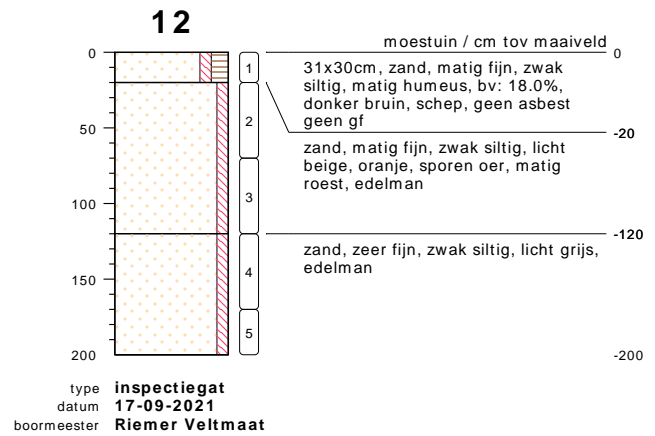 12
moestuin / cm tov maaiveld
0
0
1
31x30cm, zand, matig fijn, zwak
siltig, matig humeus, bv: 18.0%,
donker bruin, schep, geen asbest
geen gf
50
2
-20
zand, matig fijn, zwak siltig, licht
beige, oranje, sporen oer, matig
roest, edelman
100
3
-120
zand, zeer fijn, zwak siltig, licht grijs,
edelman
150
4
5
200
-200
type inspectiegat
datum 17-09-2021
boormeester Riemer Veltmaat